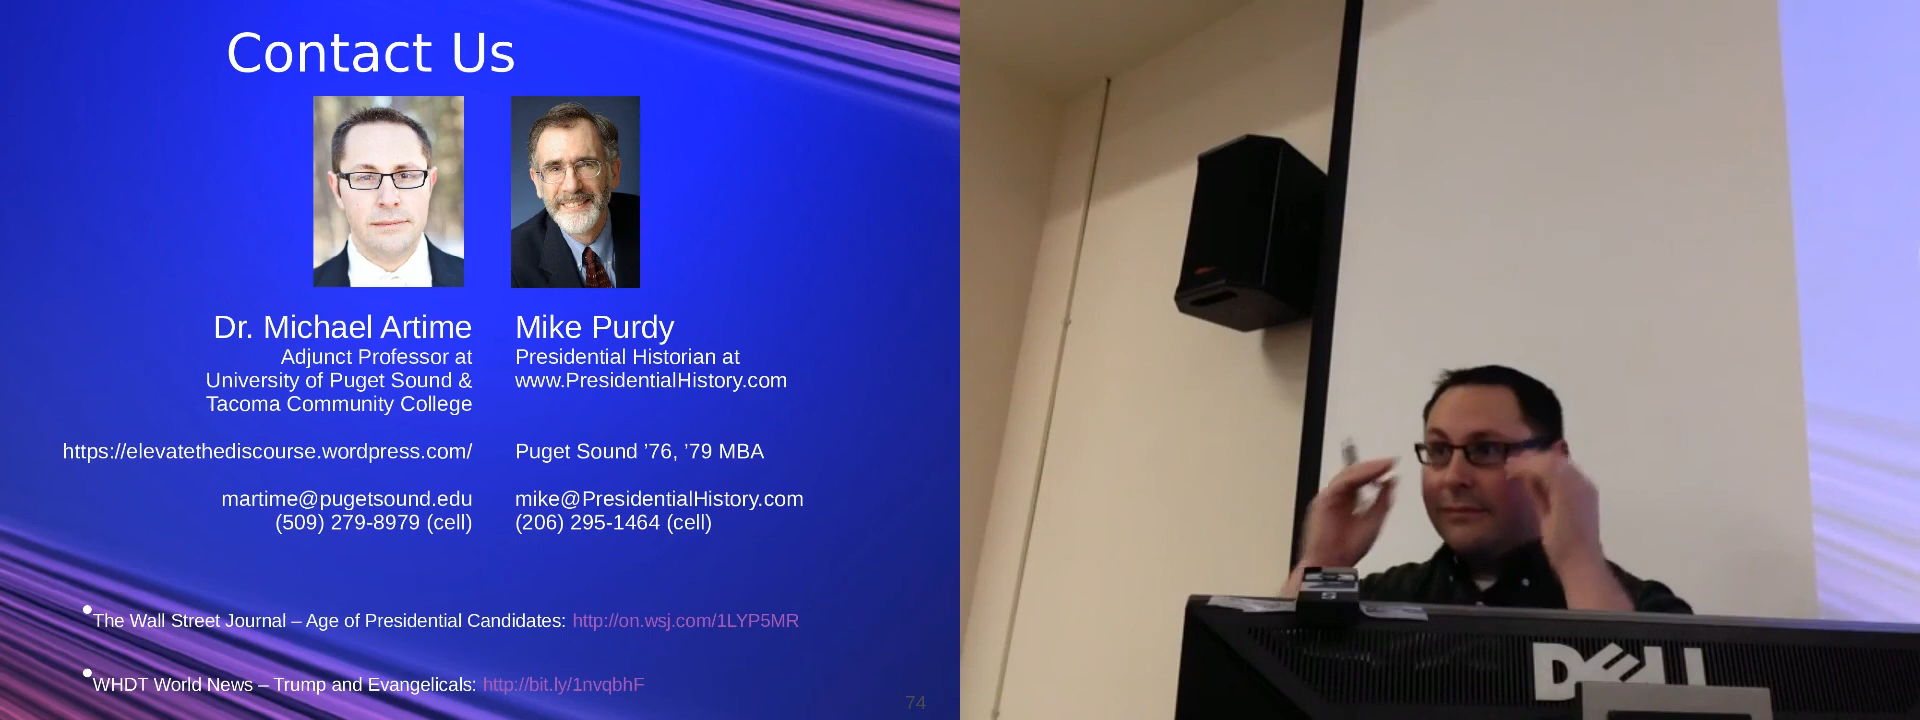 Contact Us
Dr. Michael Artime
Adjunct Professor at
University of Puget Sound &
Tacoma Community College
https://elevatethediscourse.wordpress.com/
martime@pugetsound.edu
(509) 279-8979 (cell)
Mike Purdy
Presidential Historian at
www.PresidentialHistory.com
Puget Sound ’76, ’79 MBA
mike@PresidentialHistory.com
(206) 295-1464 (cell)
•The Wall Street Journal – Age of Presidential Candidates: http://on.wsj.com/1LYP5MR
•WHDT World News – Trump and Evangelicals: http://bit.ly/1nvqbhF
74
DELL